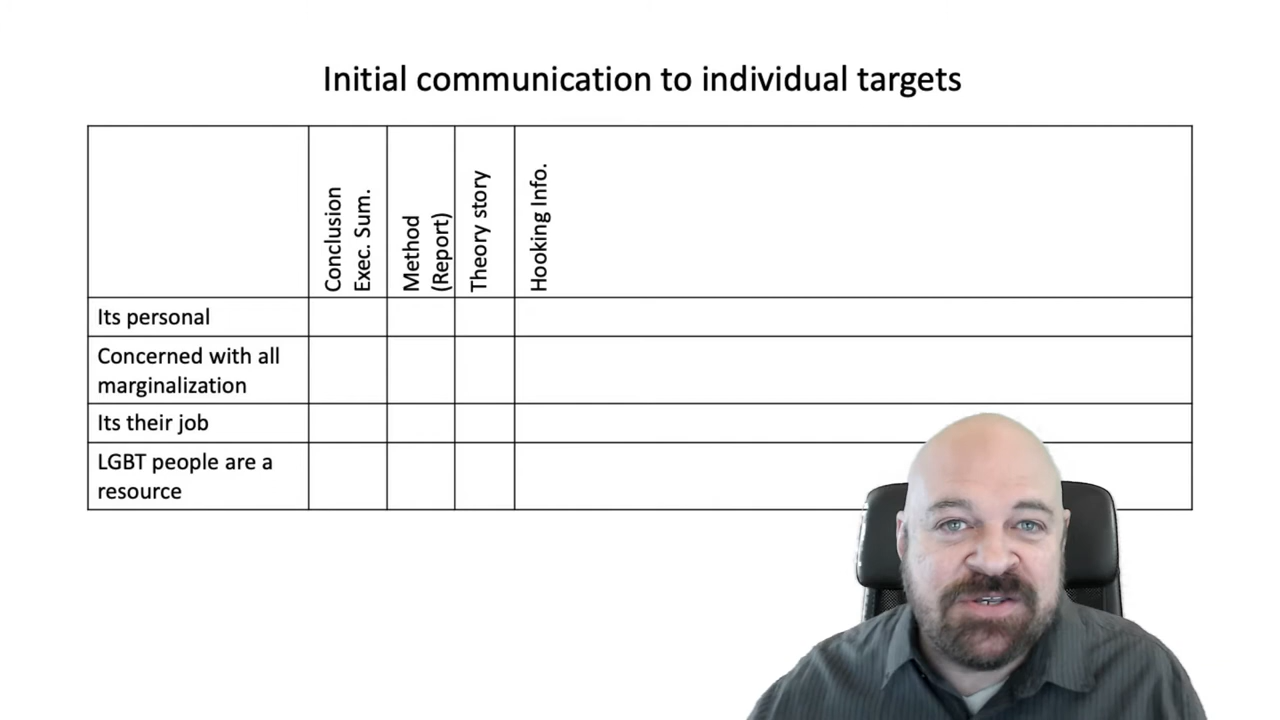 Initial communication to individual targets
Conclusion
Exec. Sum.
Method
(Report)
Theory story
Hooking Info.
Its personal
Concerned with all
marginalization
Its their job
LGBT people are a
resource